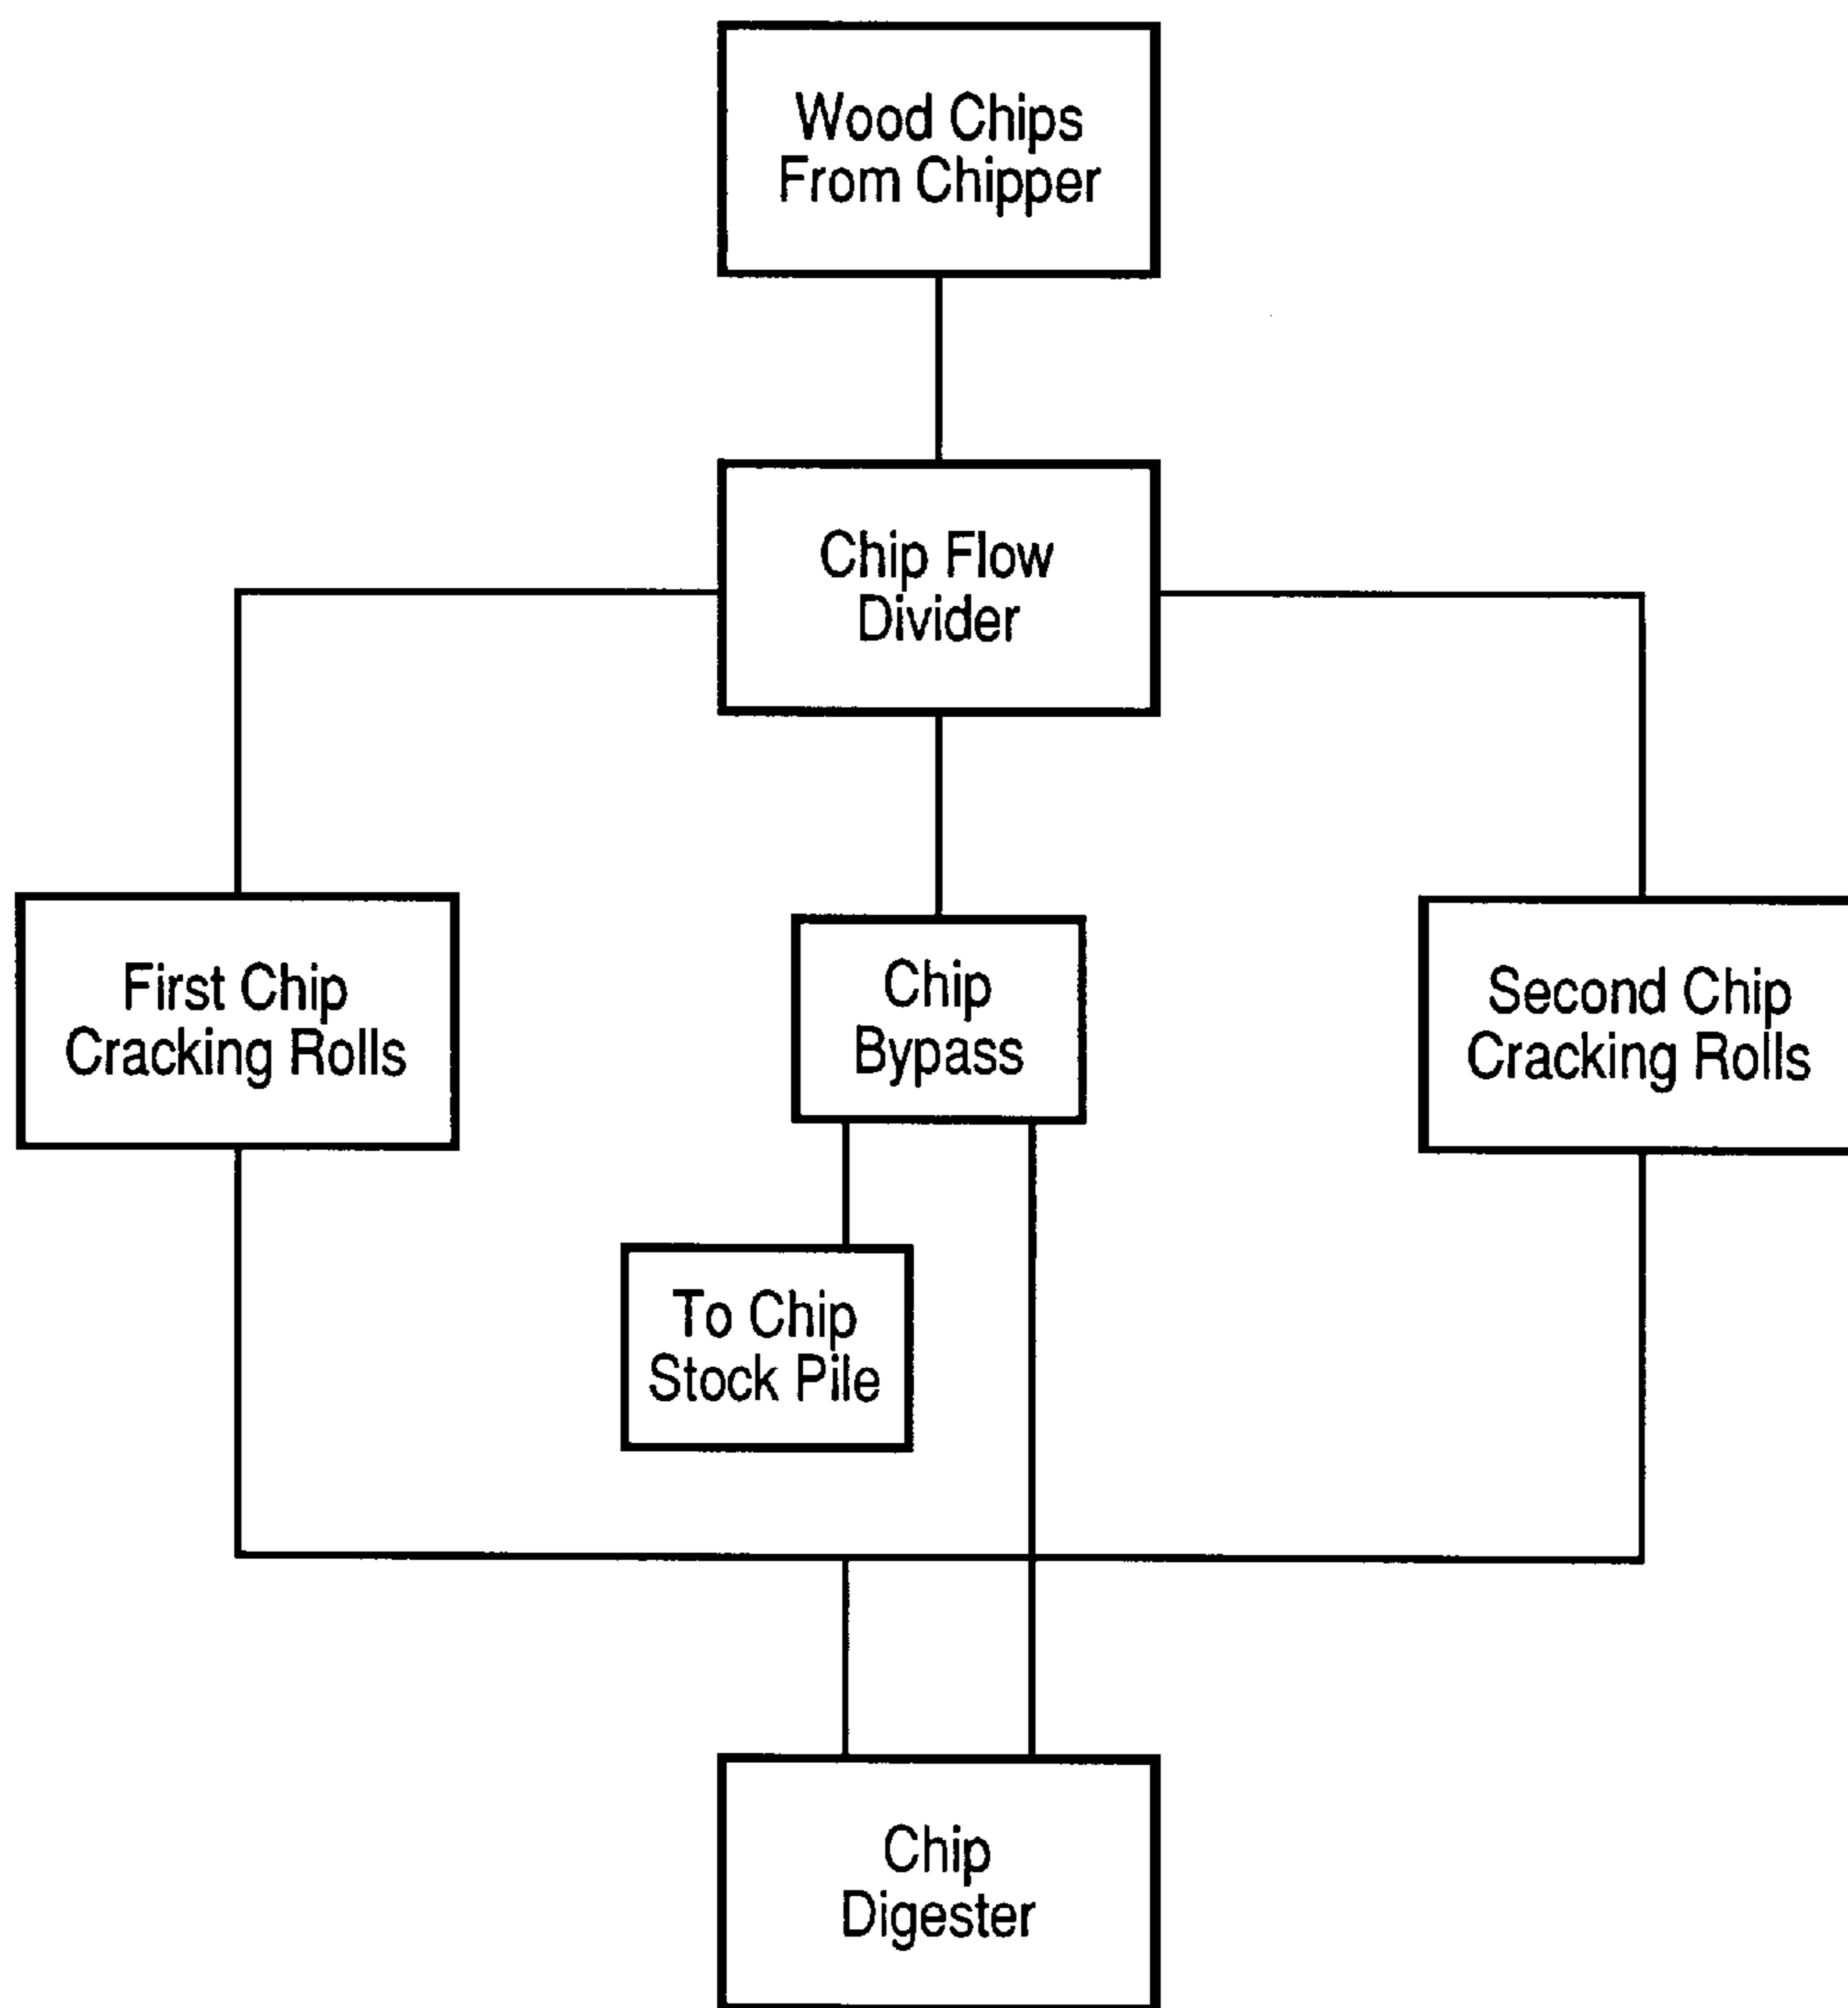 Wood Chips
From Chipper
Chip Flow
Divider
First Chip
Cracking Rolls
Chip
Bypass
Second Chip
Cracking Rolls
To Chip
Stock Pile
Chip
Digester